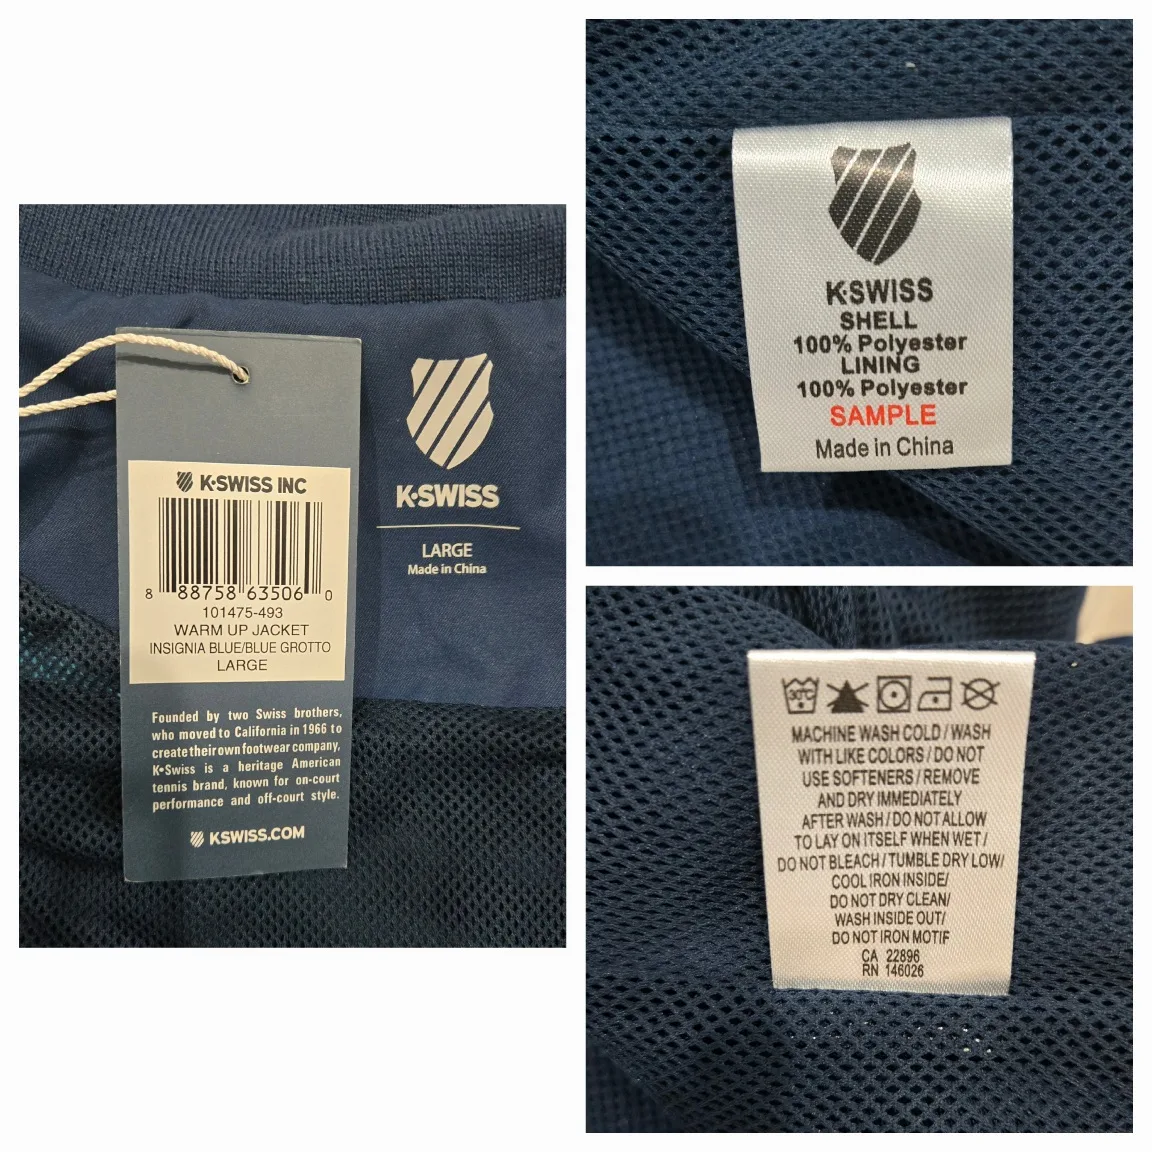 K·SWISS INC
8 88758 63506 0
101475-493
WARM UP JACKET
INSIGNIA BLUE/BLUE GROTTO
LARGE
Founded by two Swiss brothers,
who moved to California in 1966 to
create their own footwear company,
K•Swiss is a heritage American
tennis brand, known for on-court
performance and off-court style.
KSWISS.COM
K·SWISS
LARGE
Made in China
K·SWISS
SHELL
100% Polyester
LINING
100% Polyester
SAMPLE
Made in China
30°C
MACHINE WASH COLD / WASH
WITH LIKE COLORS / DO NOT
USE SOFTENERS / REMOVE
AND DRY IMMEDIATELY
AFTER WASH / DO NOT ALLOW
TO LAY ON ITSELF WHEN WET /
DO NOT BLEACH / TUMBLE DRY LOW/
COOL IRON INSIDE/
DO NOT DRY CLEAN/
WASH INSIDE OUT/
DO NOT IRON MOTIF
CA 22896
RN 146026